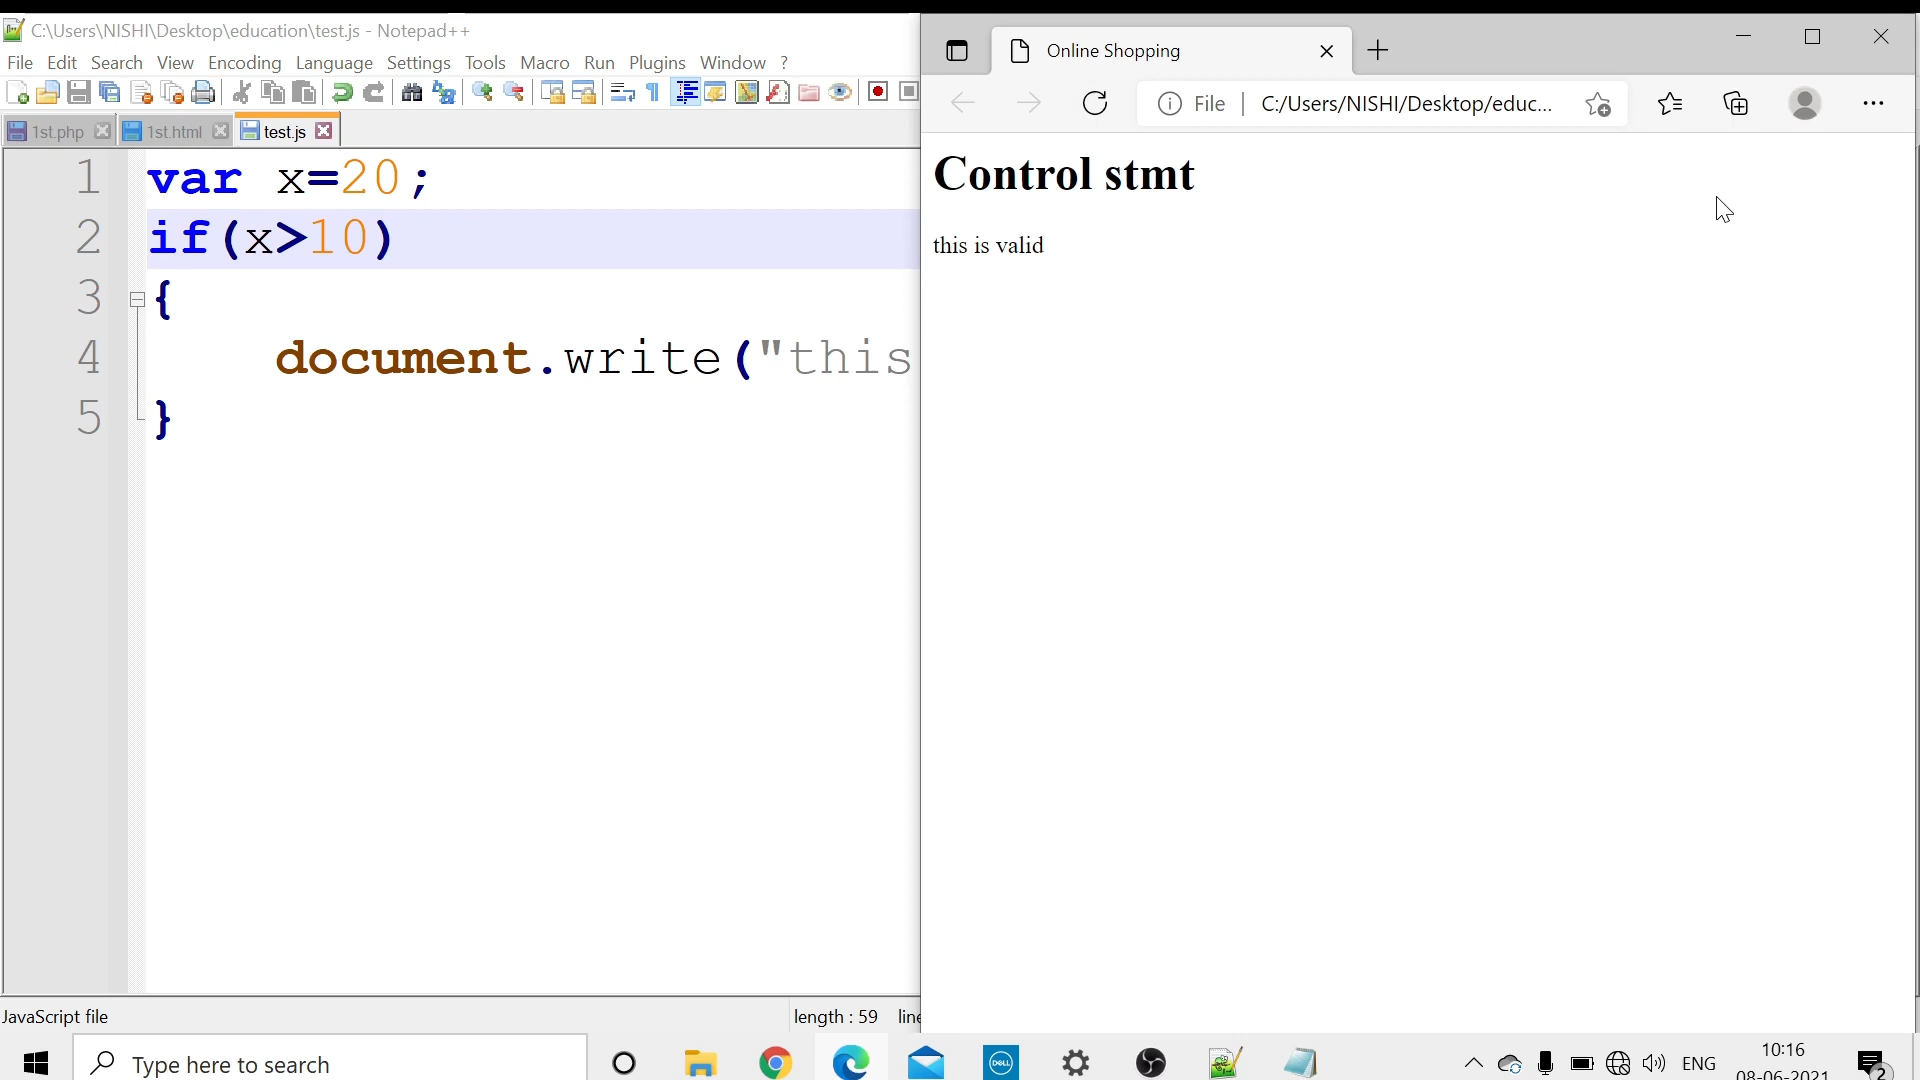 C:\Users\NISHI\Desktop\education\test.js - Notepad++
File Edit Search View Encoding Language Settings Tools Macro Run Plugins Window ?
1st.php 1st.html test.js
1 var x=20;
2 if(x>10)
3 {
4 document.write("this
5 }
JavaScript file length : 59 line
Online Shopping
File C:/Users/NISHI/Desktop/educ...
Control stmt
this is valid
Type here to search
DELL
ENG
10:16
08-06-2021
2